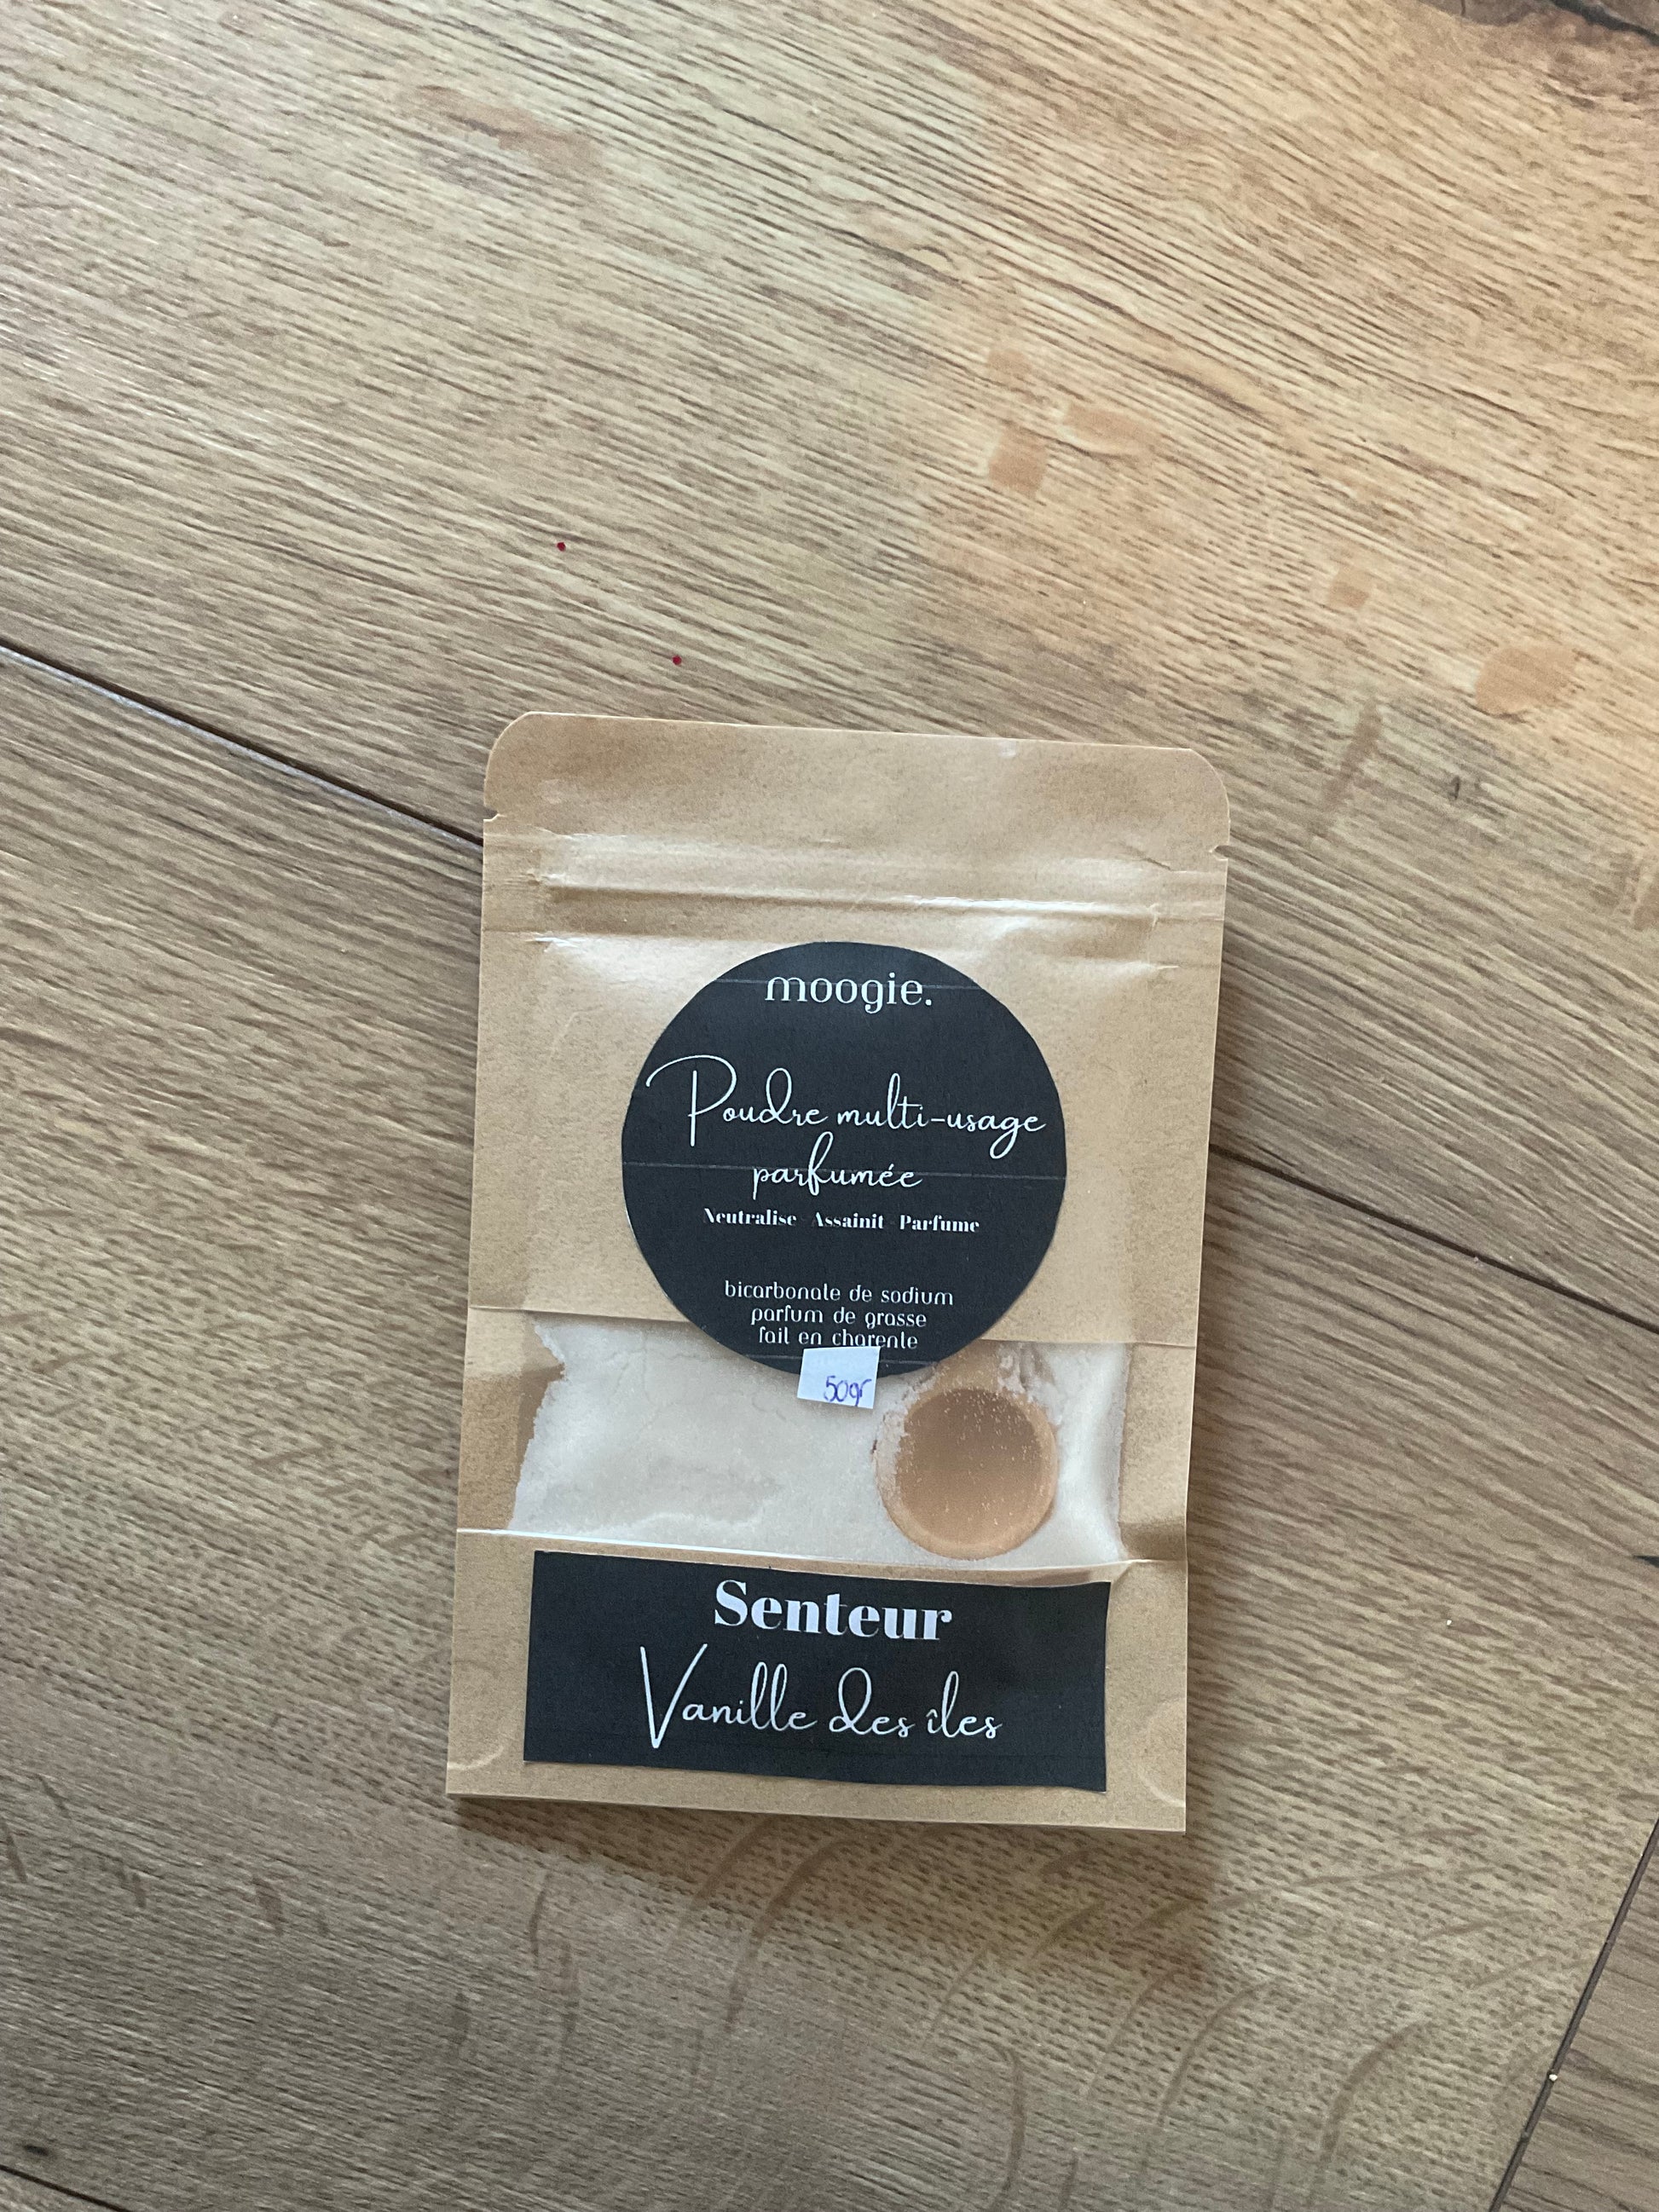 moogie.
Poudre multi-usage
parfumée
Neutralise Assainit Parfume
bicarbonate de sodium
parfum de grasse
fait en charente
50gr
Senteur
Vanille des îles